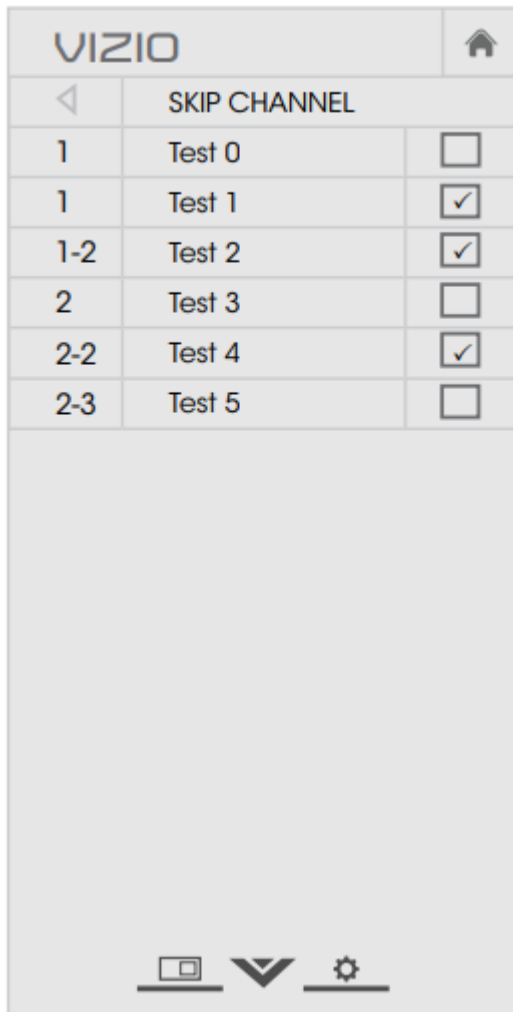 VIZIO
SKIP CHANNEL
1 Test 0
1 Test 1
1-2 Test 2
2 Test 3
2-2 Test 4
2-3 Test 5